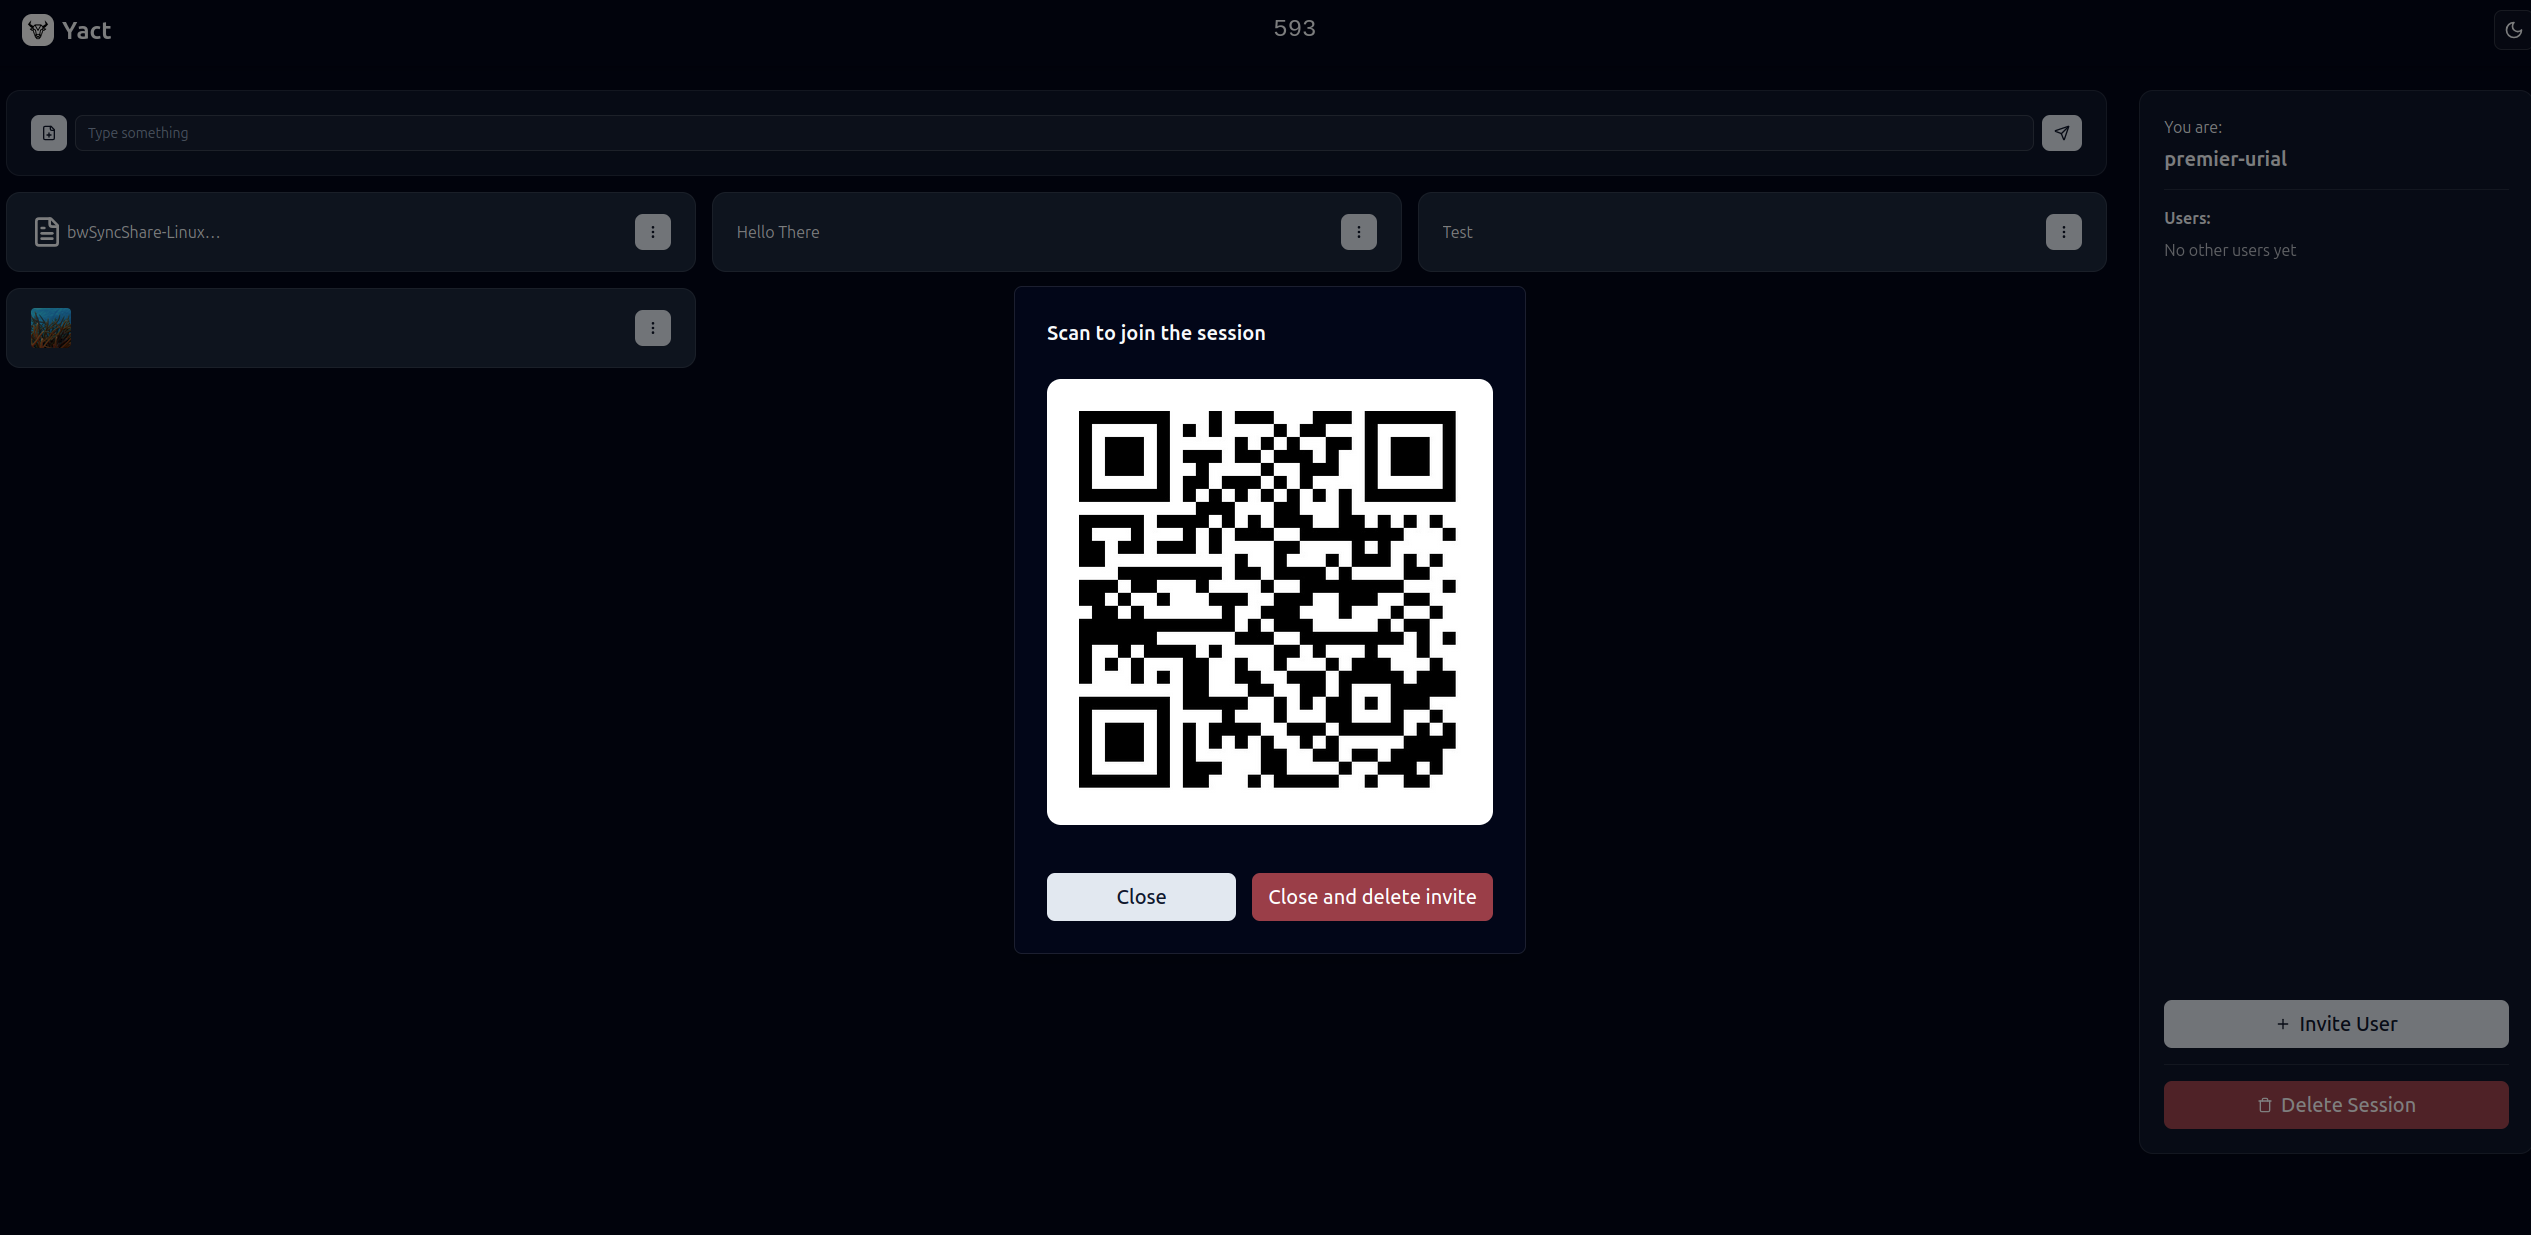 Yact
593
Type something
bwSyncShare-Linux...
Hello There
Test
You are:
premier-urial
Users:
No other users yet
Scan to join the session
Close
Close and delete invite
+ Invite User
Delete Session